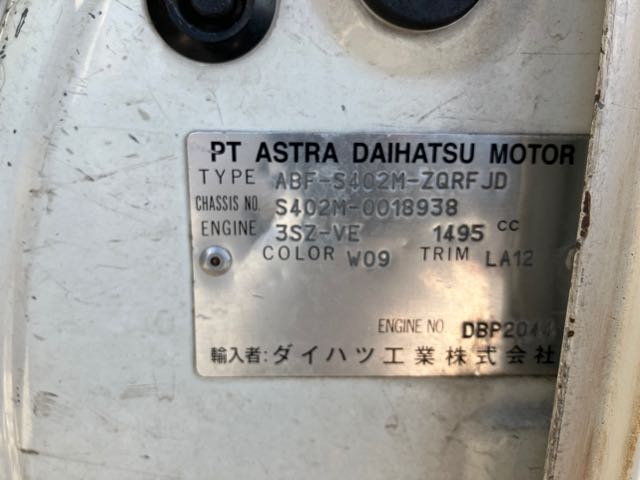 PT ASTRA DAIHATSU MOTOR
TYPE ABF-S402M-ZQRFJD
CHASSIS NO. S402M-0018938
ENGINE 3SZ-VE 1495 cc
COLOR W09 TRIM LA12
ENGINE NO. DBP2044
輸入者:ダイハツ工業株式会社